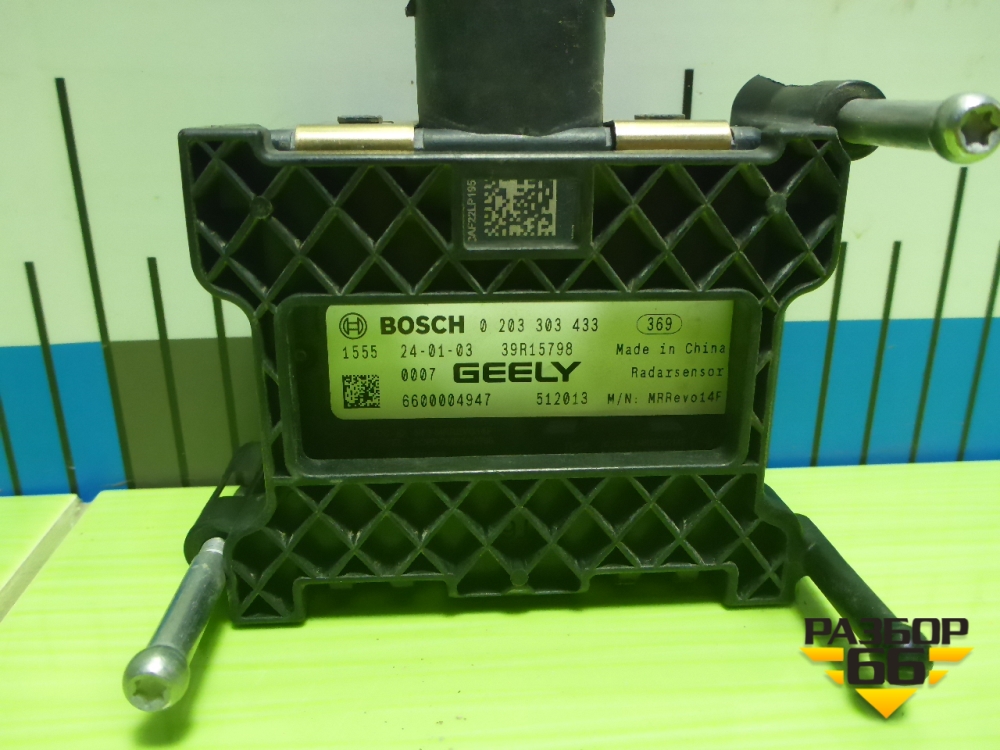 BOSCH 0 203 303 433 369
1555 24-01-03 39R15798 Made in China
0007 GEELY Radarsensor
6600004947 512013 M/N: MRRevo14F
РАЗБОР
66